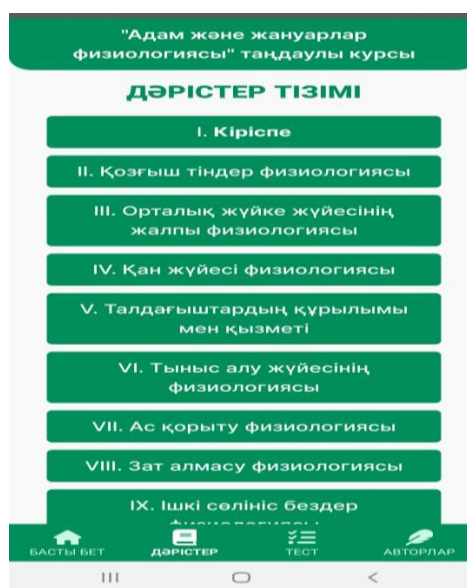 "Адам және жануарлар
физиологиясы" таңдаулы курсы
ДӘРІСТЕР ТІЗІМІ
I. Кіріспе
II. Қозғыш тіндер физиологиясы
III. Орталық жүйке жүйесінің
жалпы физиологиясы
IV. Қан жүйесі физиологиясы
V. Талдағыштардың құрылымы
мен қызметі
VI. Тыныс алу жүйесінің
физиологиясы
VII. Ас қорыту физиологиясы
VIII. Зат алмасу физиологиясы
IX. Ішкі сөлініс бездер
БАСТЫ БЕТ ДӘРІСТЕР ТЕСТ АВТОРЛАР